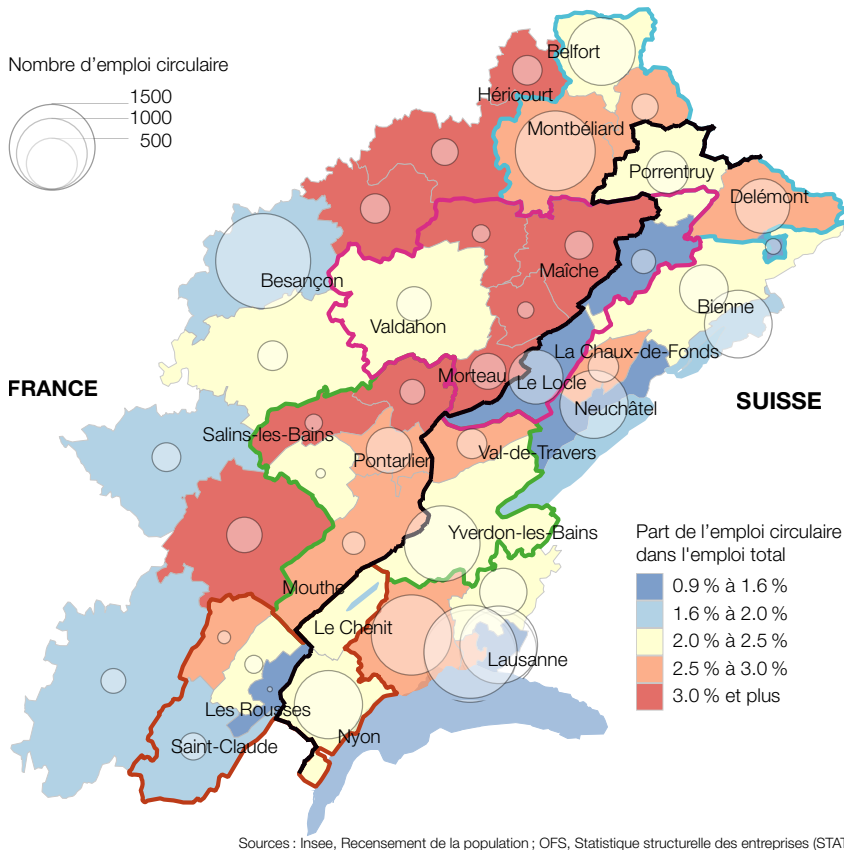 Nombre d'emploi circulaire
1500
1000
500
Belfort
Héricourt
Montbéliard
Porrentruy
Delémont
Besançon
Maîche
Valdahon
Bienne
La Chaux-de-Fonds
Morteau
Le Locle
FRANCE
Neuchâtel
SUISSE
Salins-les-Bains
Pontarlier
Val-de-Travers
Yverdon-les-Bains
Mouthe
Le Chenit
Lausanne
Les Rousses
Saint-Claude
Nyon
Part de l'emploi circulaire
dans l'emploi total
0.9 % à 1.6 %
1.6 % à 2.0 %
2.0 % à 2.5 %
2.5 % à 3.0 %
3.0 % et plus
Sources : Insee, Recensement de la population ; OFS, Statistique structurelle des entreprises (STAT